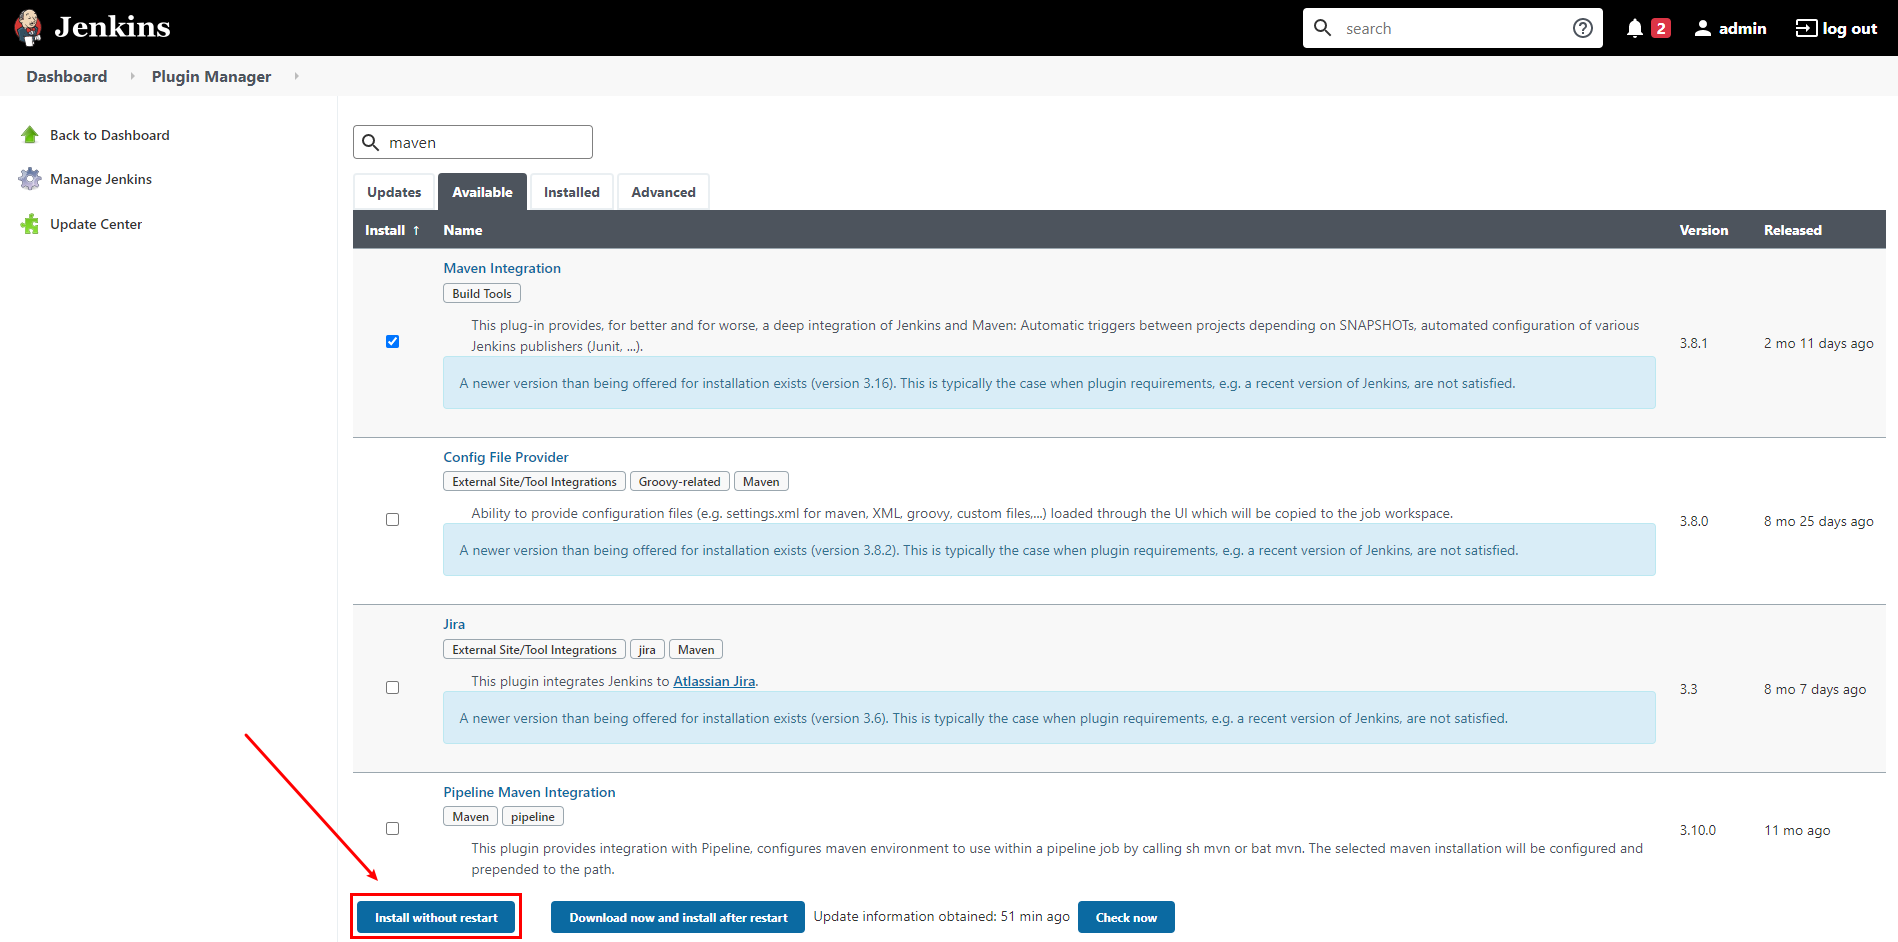 Jenkins
search
2
admin
log out
Dashboard
Plugin Manager
Back to Dashboard
Manage Jenkins
Update Center
maven
Updates
Available
Installed
Advanced
Install ↑
Name
Version
Released
Maven Integration
Build Tools
This plug-in provides, for better and for worse, a deep integration of Jenkins and Maven: Automatic triggers between projects depending on SNAPSHOTs, automated configuration of various
Jenkins publishers (Junit, ...).
A newer version than being offered for installation exists (version 3.16). This is typically the case when plugin requirements, e.g. a recent version of Jenkins, are not satisfied.
3.8.1
2 mo 11 days ago
Config File Provider
External Site/Tool Integrations
Groovy-related
Maven
Ability to provide configuration files (e.g. settings.xml for maven, XML, groovy, custom files,...) loaded through the UI which will be copied to the job workspace.
A newer version than being offered for installation exists (version 3.8.2). This is typically the case when plugin requirements, e.g. a recent version of Jenkins, are not satisfied.
3.8.0
8 mo 25 days ago
Jira
External Site/Tool Integrations
jira
Maven
This plugin integrates Jenkins to Atlassian Jira.
A newer version than being offered for installation exists (version 3.6). This is typically the case when plugin requirements, e.g. a recent version of Jenkins, are not satisfied.
3.3
8 mo 7 days ago
Pipeline Maven Integration
Maven
pipeline
This plugin provides integration with Pipeline, configures maven environment to use within a pipeline job by calling sh mvn or bat mvn. The selected maven installation will be configured and
prepended to the path.
3.10.0
11 mo ago
Install without restart
Download now and install after restart
Update information obtained: 51 min ago
Check now